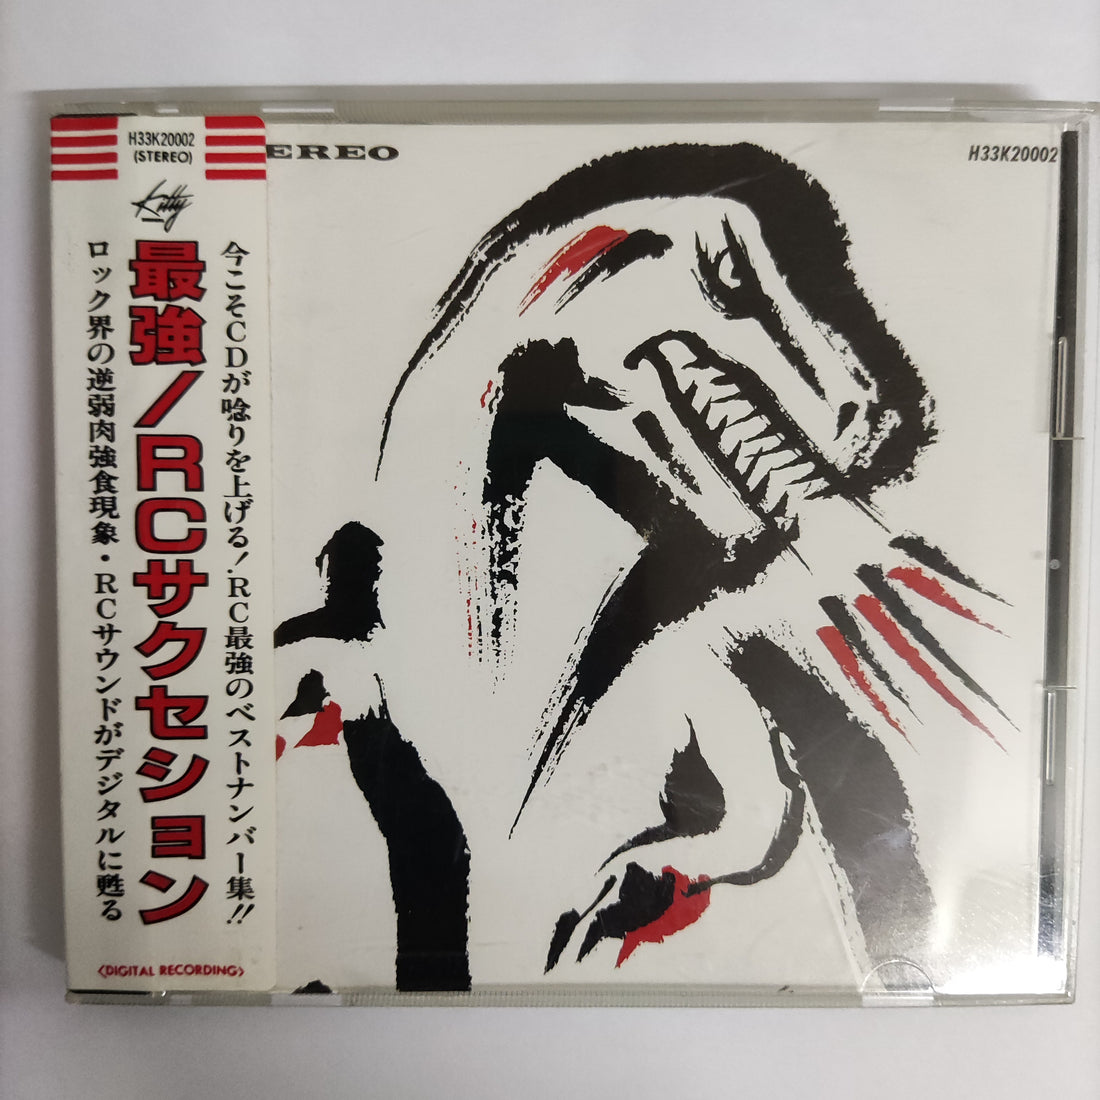 H33K20002
(STEREO)
Kitty
今こそCDが唸りを上げる!RC最強のベストナンバー集!!
最強/RCサクセション
ロック界の逆弱肉強食現象・RCサウンドがデジタルに甦る
〈DIGITAL RECORDING〉
EREO
H33K20002